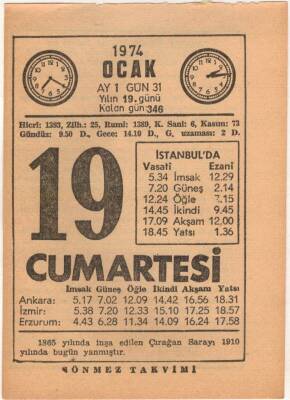 1974
OCAK
AY 1 GÜN 31
Yılın 19. günü
Kalan gün 346
Hicrî: 1393, Zilh.: 25, Rumî: 1389, K. Sani: 6, Kasım: 73
Gündüz: 9.50 D., Gece: 14.10 D., G. uzaması: 2 D.
19
İSTANBUL'DA
Vasatî Ezanî
5.34 İmsak 12.29
7.20 Güneş 2.14
12.24 Öğle 7.15
14.45 İkindi 9.45
17.09 Akşam 12.00
18.45 Yatsı 1.36
CUMARTESİ
İmsak Güneş Öğle İkindi Akşam Yatsı
Ankara: 5.17 7.02 12.09 14.42 16.56 18.31
İzmir: 5.38 7.20 12.33 15.10 17.25 18.57
Erzurum: 4.43 6.28 11.34 14.09 16.24 17.58
1865 yılında inşa edilen Çırağan Sarayı 1910
yılında bugün yanmıştır.
SÖNMEZ TAKVİMİ